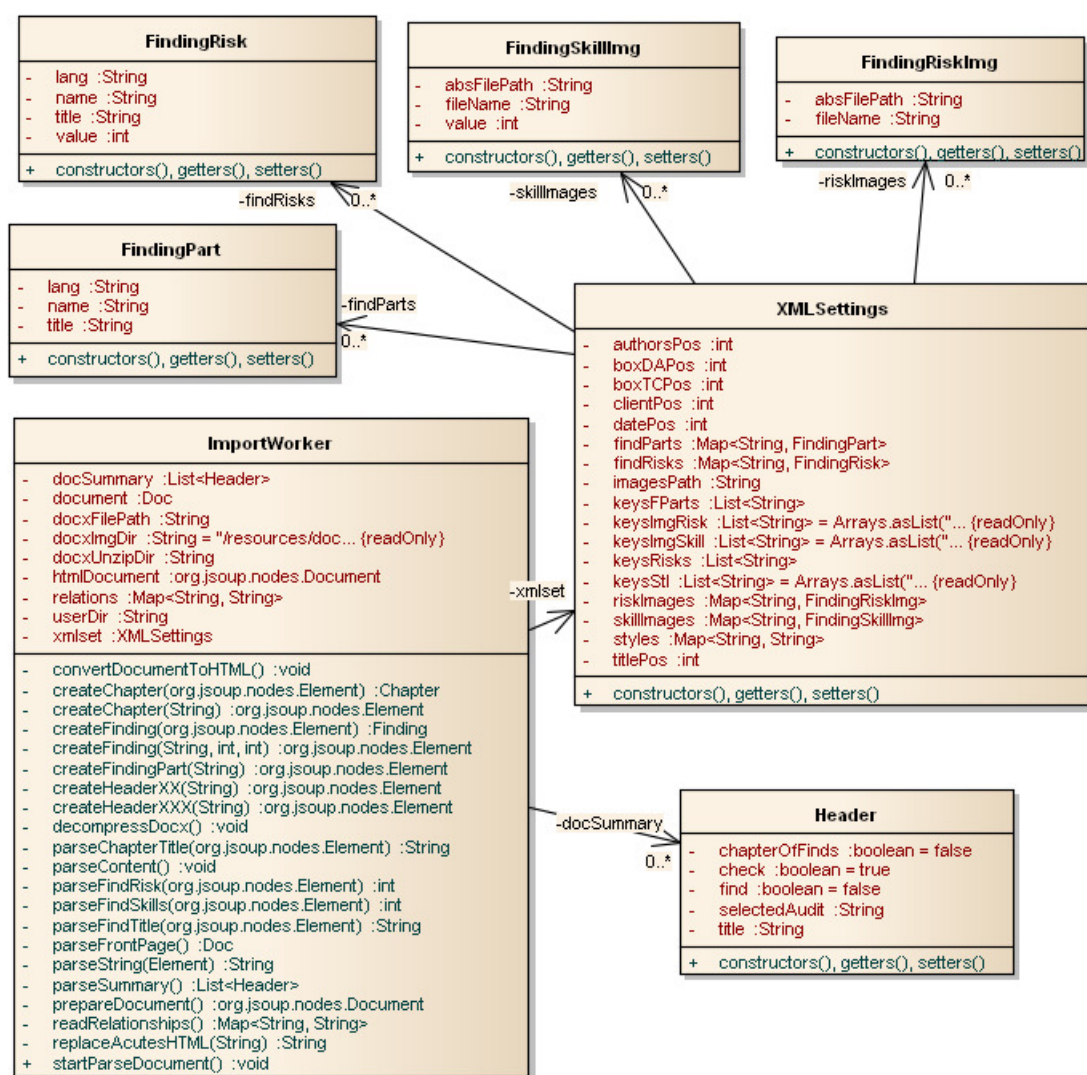 FindingRisk
- lang :String
- name :String
- title :String
- value :int
+ constructors(), getters(), setters()
FindingSkillImg
- absFilePath :String
- fileName :String
- value :int
+ constructors(), getters(), setters()
FindingRiskImg
- absFilePath :String
- fileName :String
+ constructors(), getters(), setters()
-findRisks
0..*
-skillImages
0..*
-riskImages
0..*
FindingPart
- lang :String
- name :String
- title :String
+ constructors(), getters(), setters()
-findParts
0..*
XMLSettings
- authorsPos :int
- boxDAPos :int
- boxTCPos :int
- clientPos :int
- datePos :int
- findParts :Map<String, FindingPart>
- findRisks :Map<String, FindingRisk>
- imagesPath :String
- keysFParts :List<String>
- keysImgRisk :List<String> = Arrays.asList("... {readOnly}
- keysImgSkill :List<String> = Arrays.asList("... {readOnly}
- keysRisks :List<String>
- keysStl :List<String> = Arrays.asList("... {readOnly}
- riskImages :Map<String, FindingRiskImg>
- skillImages :Map<String, FindingSkillImg>
- styles :Map<String, String>
- titlePos :int
+ constructors(), getters(), setters()
ImportWorker
- docSummary :List<Header>
- document :Doc
- docxFilePath :String
- docxImgDir :String = "/resources/doc... {readOnly}
- docxUnzipDir :String
- htmlDocument :org.jsoup.nodes.Document
- relations :Map<String, String>
- userDir :String
- xmlset :XMLSettings
- convertDocumentToHTML() :void
- createChapter(org.jsoup.nodes.Element) :Chapter
- createChapter(String) :org.jsoup.nodes.Element
- createFinding(org.jsoup.nodes.Element) :Finding
- createFinding(String, int, int) :org.jsoup.nodes.Element
- createFindingPart(String) :org.jsoup.nodes.Element
- createHeaderXX(String) :org.jsoup.nodes.Element
- createHeaderXXX(String) :org.jsoup.nodes.Element
- decompressDocx() :void
- parseChapterTitle(org.jsoup.nodes.Element) :String
- parseContent() :void
- parseFindRisk(org.jsoup.nodes.Element) :int
- parseFindSkills(org.jsoup.nodes.Element) :int
- parseFindTitle(org.jsoup.nodes.Element) :String
- parseFrontPage() :Doc
- parseString(Element) :String
- parseSummary() :List<Header>
- prepareDocument() :org.jsoup.nodes.Document
- readRelationships() :Map<String, String>
- replaceAcutesHTML(String) :String
+ startParseDocument() :void
-xmlset
-docSummary
0..*
Header
- chapterOfFinds :boolean = false
- check :boolean = true
- find :boolean = false
- selectedAudit :String
- title :String
+ constructors(), getters(), setters()